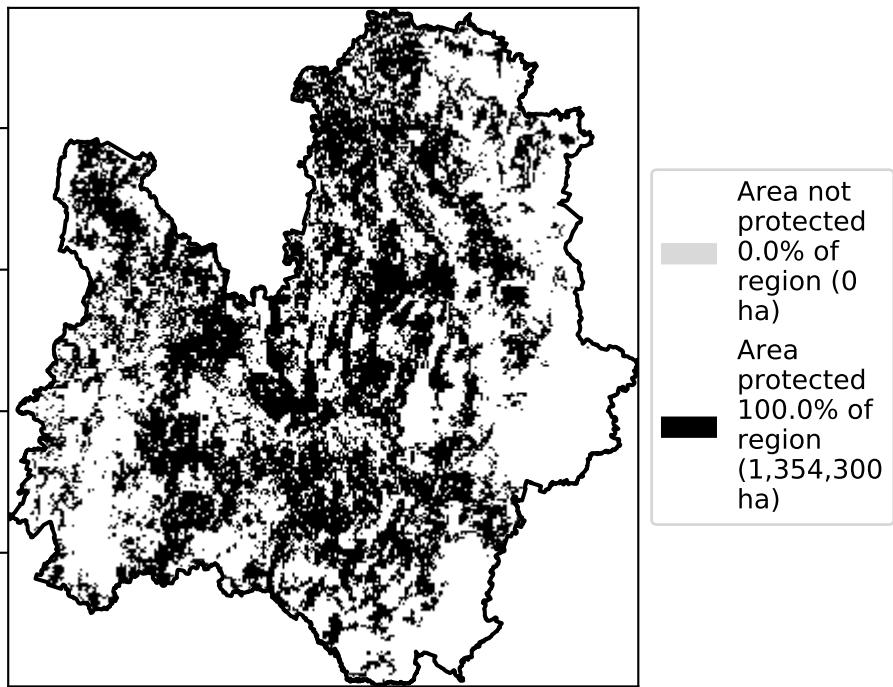 Area not
protected
0.0% of
region (0
ha)
Area
protected
100.0% of
region
(1,354,300
ha)